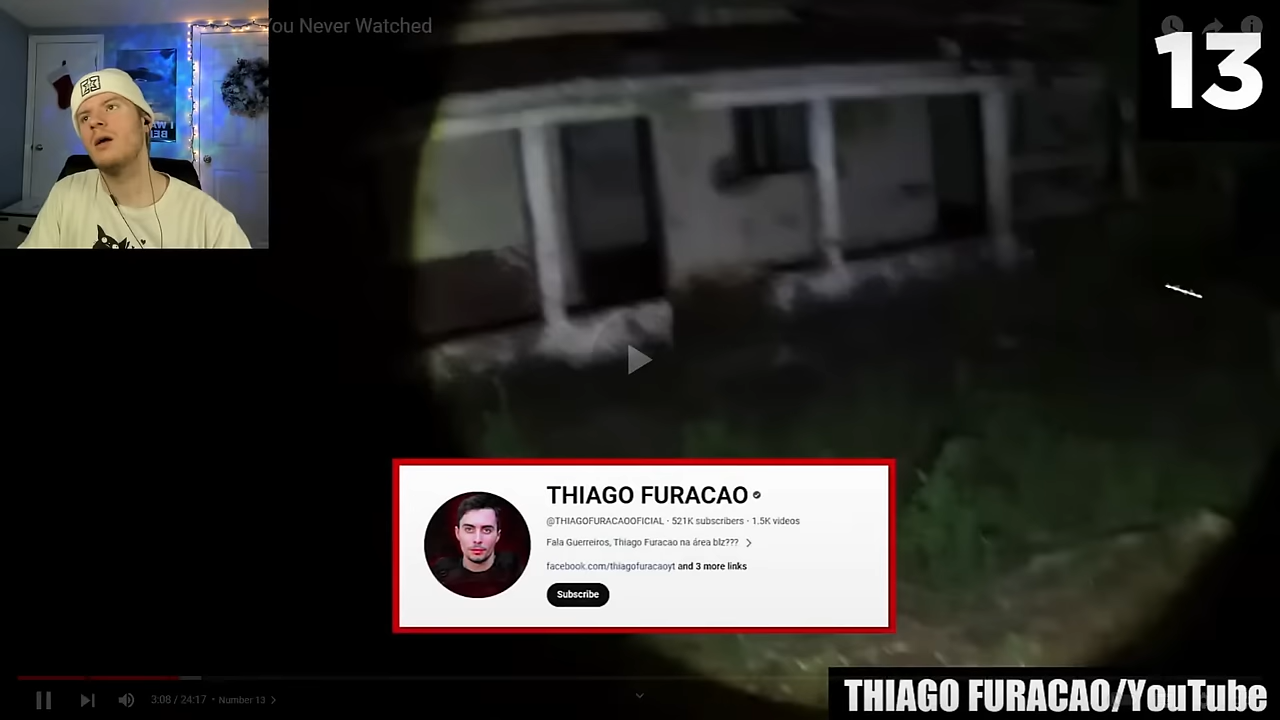 You Never Watched
13
THIAGO FURACAO
@THIAGOFURACAOOFICIAL · 521K subscribers · 1.5K videos
Fala Guerreiros, Thiago Furacao na área blz???
facebook.com/thiagofuracaoyt and 3 more links
Subscribe
3:08 / 24:17 · Number 13
THIAGO FURACAO/YouTube